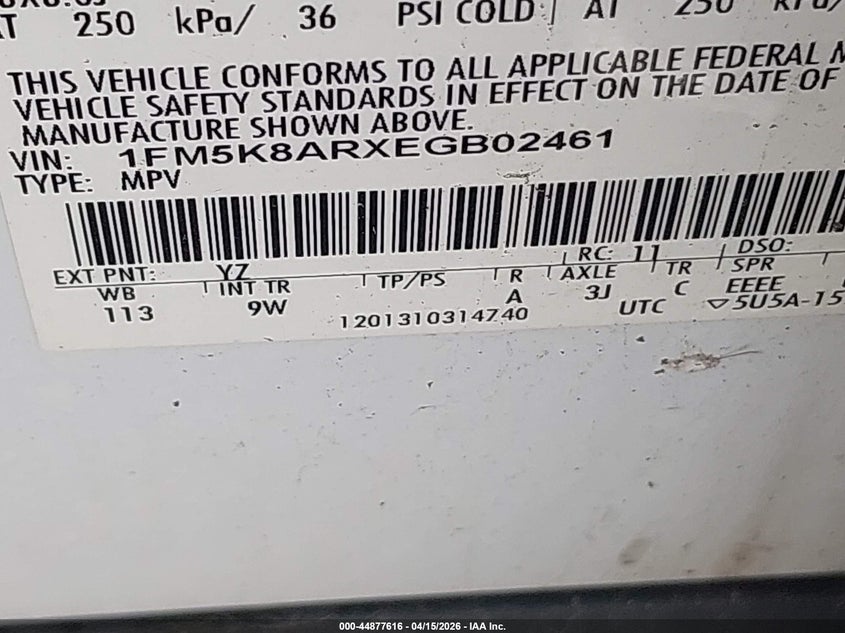 250 kPa/ 36 PSI COLD AT 250
THIS VEHICLE CONFORMS TO ALL APPLICABLE FEDERAL
VEHICLE SAFETY STANDARDS IN EFFECT ON THE DATE OF
MANUFACTURE SHOWN ABOVE.
VIN: 1FM5K8ARXEGB02461
TYPE: MPV
EXT PNT: YZ RC: 11 DSO:
WB INT TR TP/PS R AXLE TR SPR
113 9W A 3J C EEEE
1201310314740 UTC ▽5U5A-15
000-44877616 - 04/15/2026 - IAA Inc.